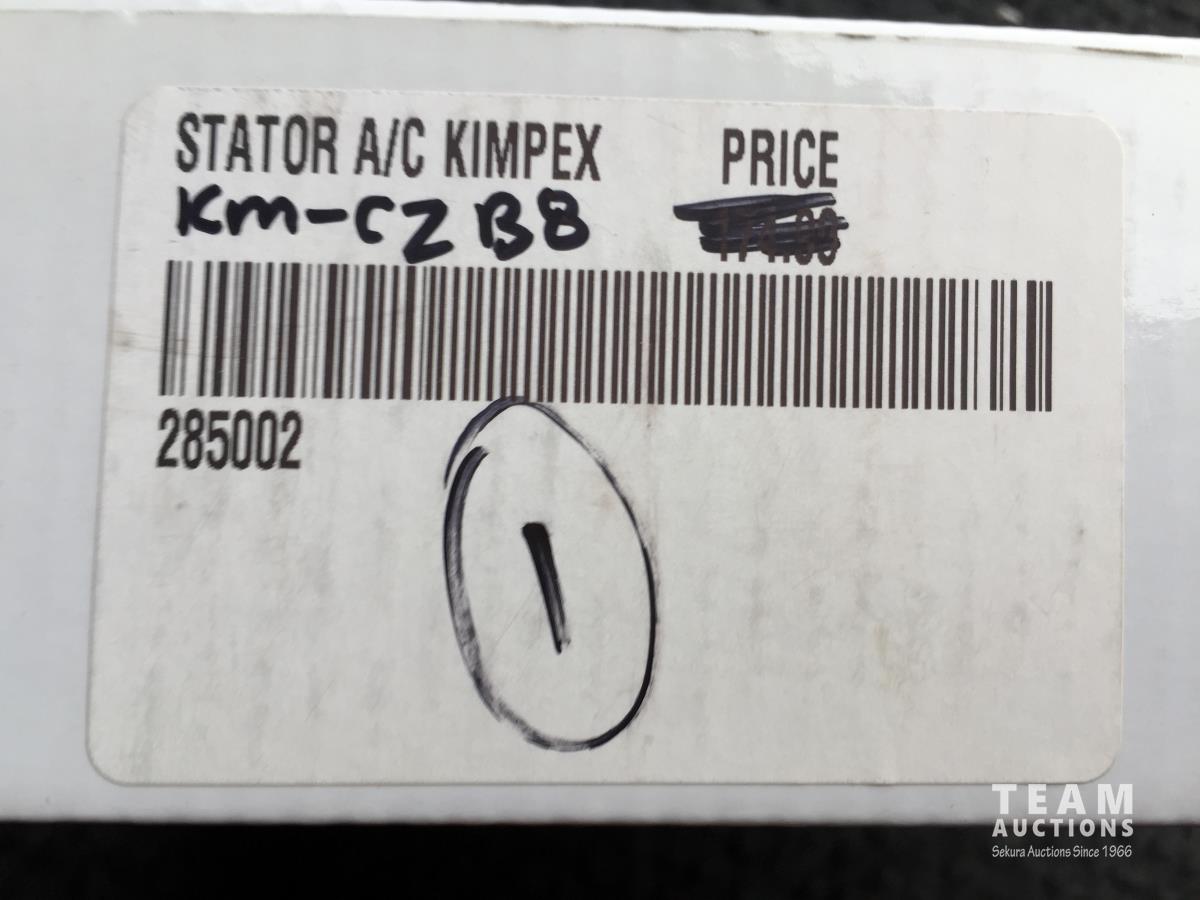 STATOR A/C KIMPEX PRICE
Km-CZB8
285002
1
TEAM
AUCTIONS
Sekura Auctions Since 1966